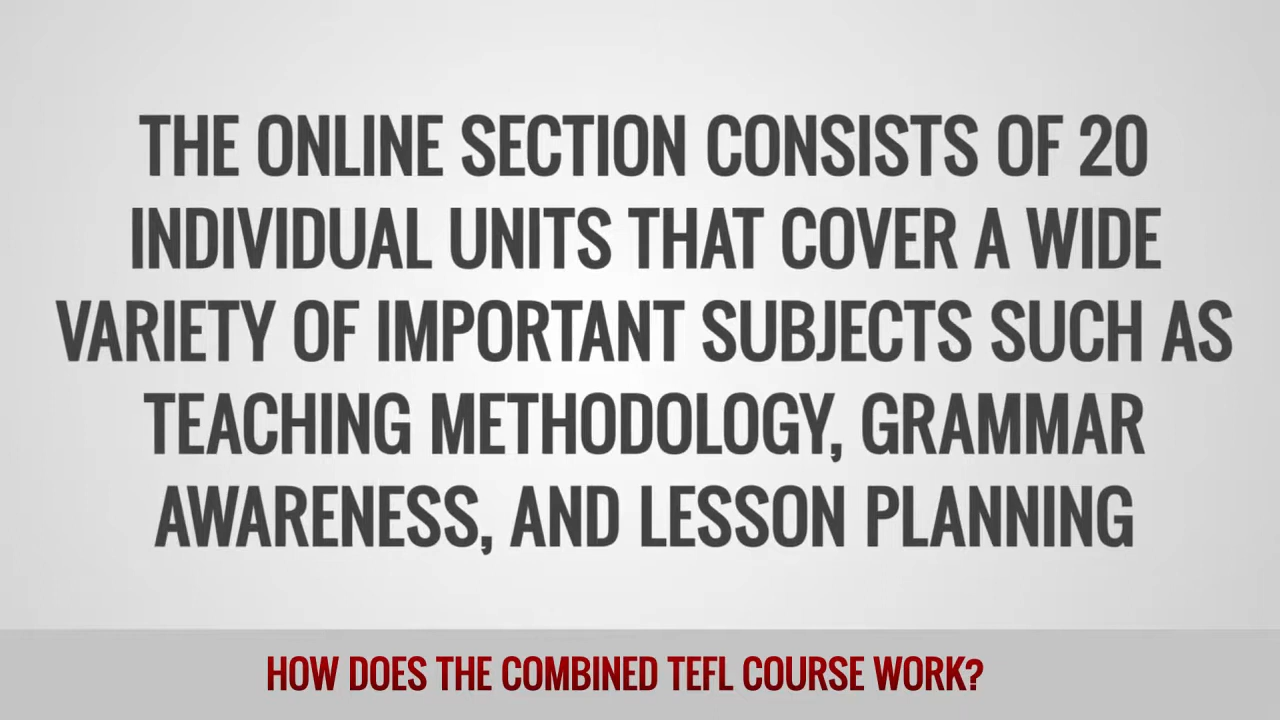 THE ONLINE SECTION CONSISTS OF 20
INDIVIDUAL UNITS THAT COVER A WIDE
VARIETY OF IMPORTANT SUBJECTS SUCH AS
TEACHING METHODOLOGY, GRAMMAR
AWARENESS, AND LESSON PLANNING
HOW DOES THE COMBINED TEFL COURSE WORK?